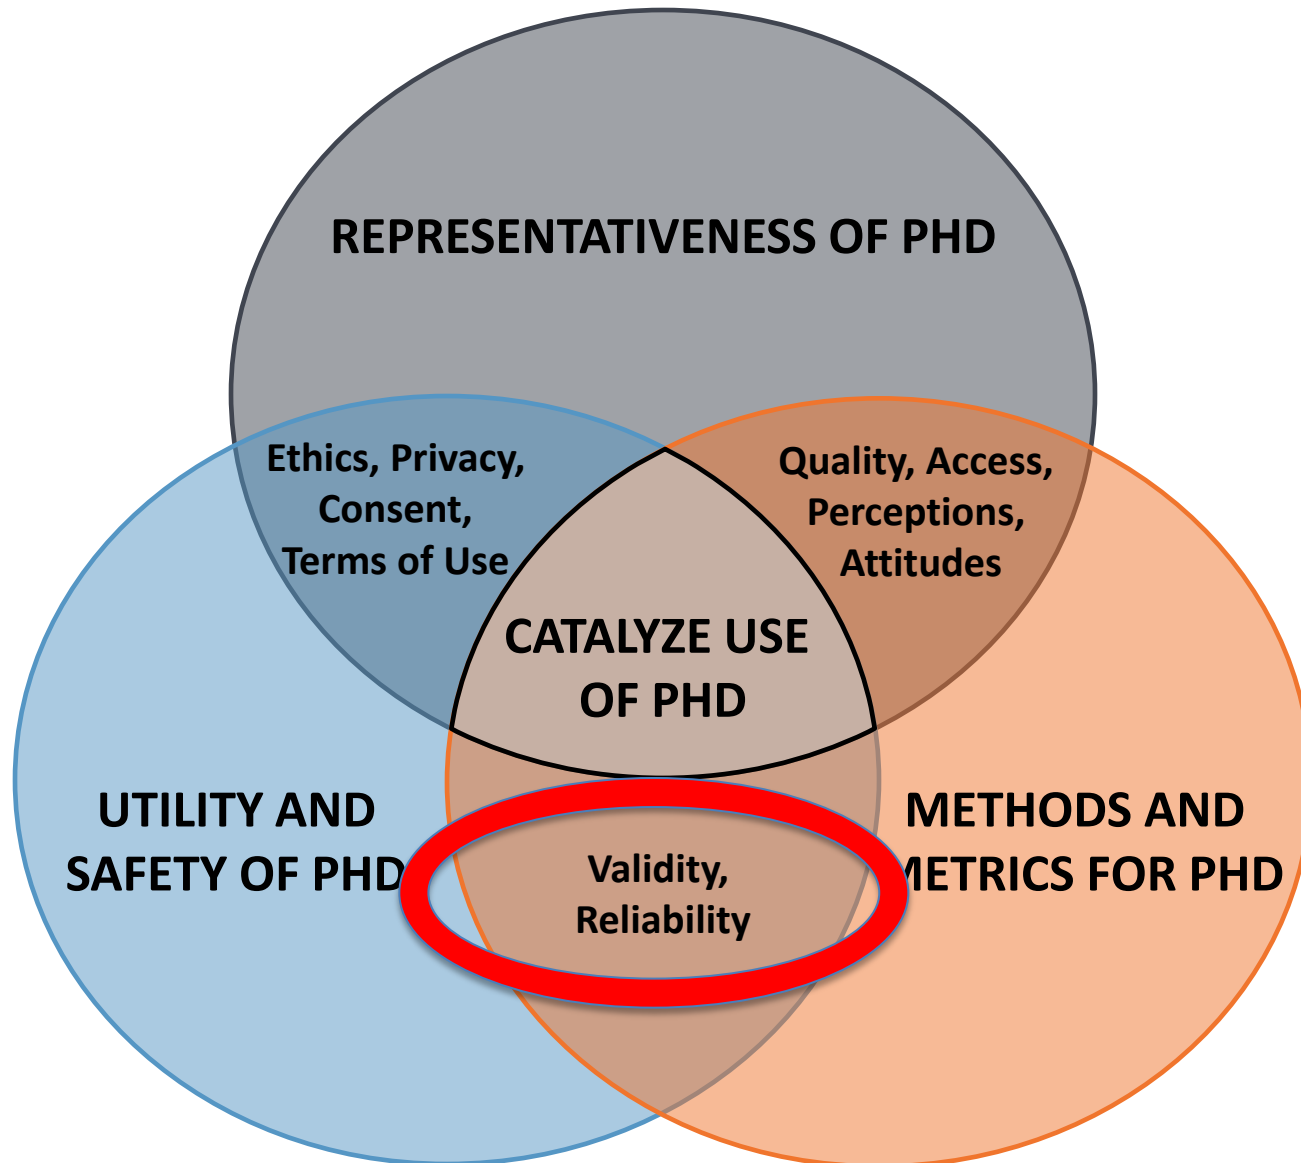 REPRESENTATIVENESS OF PHD
Ethics, Privacy,
Consent,
Terms of Use
Quality, Access,
Perceptions,
Attitudes
CATALYZE USE
OF PHD
UTILITY AND
SAFETY OF PHD
METHODS AND
METRICS FOR PHD
Validity,
Reliability